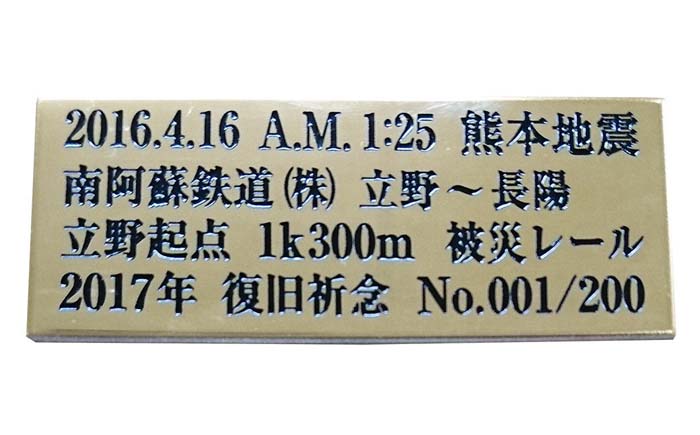 2016.4.16 A.M.1:25 熊本地震
南阿蘇鉄道(株) 立野~長陽
立野起点 1k300m 被災レール
2017年 復旧祈念 No.001/200